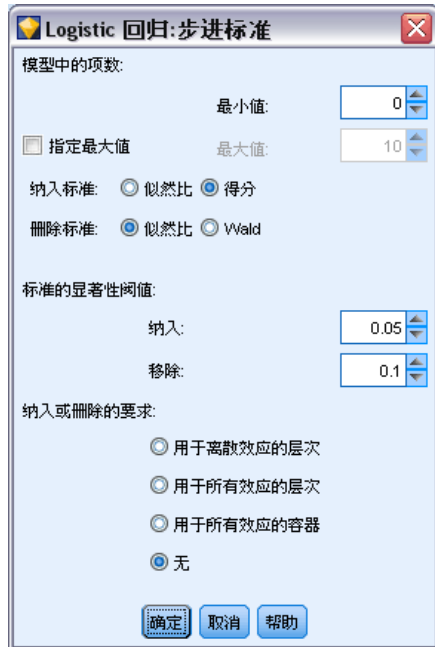 Logistic 回归:步进标准
模型中的项数:
最小值: 0
指定最大值 最大值: 10
纳入标准: 似然比 得分
删除标准: 似然比 Wald
标准的显著性阀值:
纳入: 0.05
移除: 0.1
纳入或删除的要求:
用于离散效应的层次
用于所有效应的层次
用于所有效应的容器
无
确定 取消 帮助